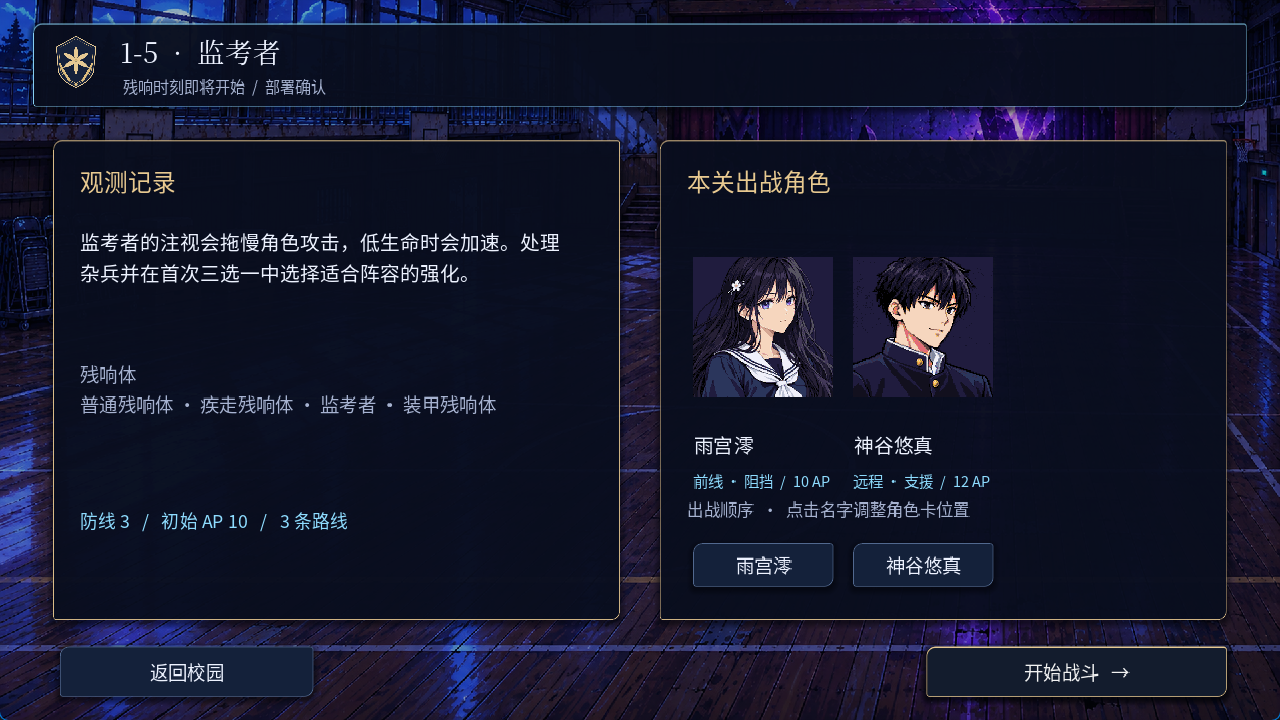 1-5 · 监考者
残响时刻即将开始 / 部署确认
观测记录
监考者的注视会拖慢角色攻击，低生命时会加速。处理
杂兵并在首次三选一中选择适合阵容的强化。
残响体
普通残响体 · 疾走残响体 · 监考者 · 装甲残响体
防线 3 / 初始 AP 10 / 3 条路线
本关出战角色
雨宫澪 神谷悠真
前线 · 阻挡 / 10 AP 远程 · 支援 / 12 AP
出战顺序 · 点击名字调整角色卡位置
雨宫澪 神谷悠真
返回校园
开始战斗 →